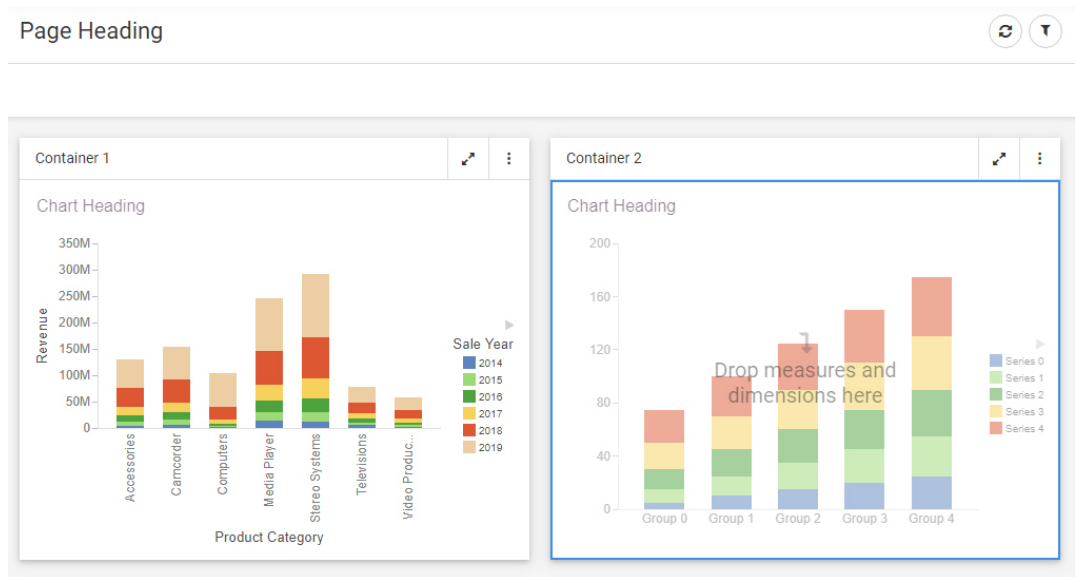 Page Heading
Container 1
Chart Heading
350M
300M
250M
200M
150M
100M
50M
0
Revenue
Accessories
Camcorder
Computers
Media Player
Stereo Systems
Televisions
Video Produc...
Product Category
Sale Year
2014
2015
2016
2017
2018
2019
Container 2
Chart Heading
200
160
120
80
40
0
Drop measures and
dimensions here
Group 0
Group 1
Group 2
Group 3
Group 4
Series 0
Series 1
Series 2
Series 3
Series 4